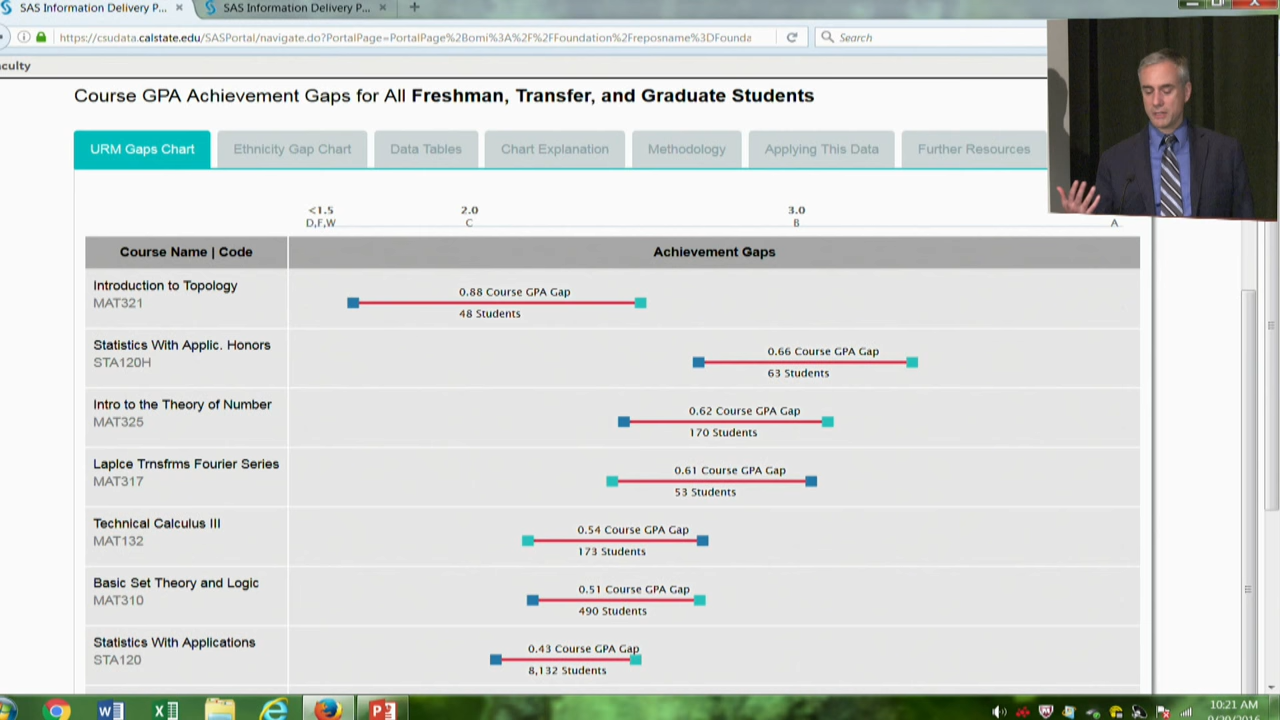 SAS Information Delivery P...
SAS Information Delivery P...
https://csudata.calstate.edu/SASPortal/navigate.do?PortalPage=PortalPage%2Bomi%3A%2F%2FFoundation%2Freposname%3DFounda
Search
culty
Course GPA Achievement Gaps for All Freshman, Transfer, and Graduate Students
URM Gaps Chart
Ethnicity Gap Chart
Data Tables
Chart Explanation
Methodology
Applying This Data
Further Resources
<1.5 2.0 3.0
D,F,W C B A
Course Name | Code Achievement Gaps
Introduction to Topology
MAT321
0.88 Course GPA Gap
48 Students
Statistics With Applic. Honors
STA120H
0.66 Course GPA Gap
63 Students
Intro to the Theory of Number
MAT325
0.62 Course GPA Gap
170 Students
Laplce Trnsfrms Fourier Series
MAT317
0.61 Course GPA Gap
53 Students
Technical Calculus III
MAT132
0.54 Course GPA Gap
173 Students
Basic Set Theory and Logic
MAT310
0.51 Course GPA Gap
490 Students
Statistics With Applications
STA120
0.43 Course GPA Gap
8,132 Students
10:21 AM